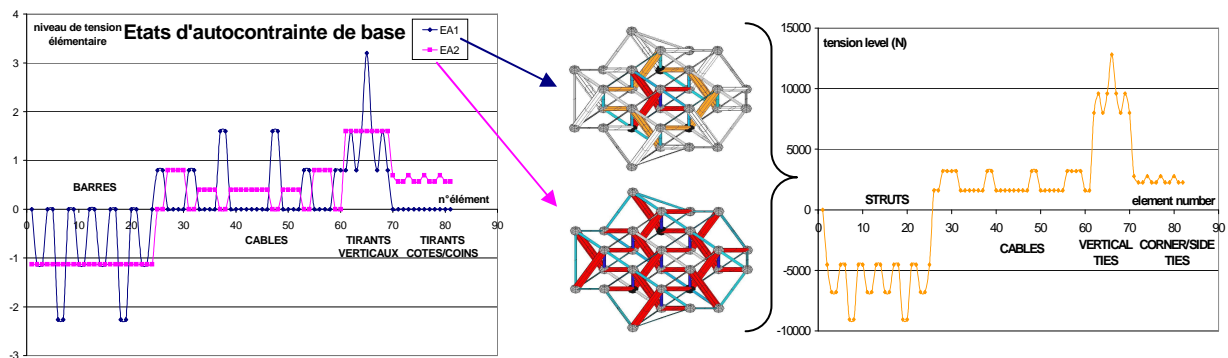 niveau de tension
élémentaire
Etats d'autocontrainte de base
EA1
EA2
4
3
2
1
0
-1
-2
-3
0 10 20 30 40 50 60 70 80 90
BARRES
n°élément
CABLES
TIRANTS
VERTICAUX
TIRANTS
COTES/COINS
tension level (N)
15000
10000
5000
0
-5000
-10000
0 10 20 30 40 50 60 70 80 90
STRUTS
element number
CABLES
VERTICAL
TIES
CORNER/SIDE
TIES